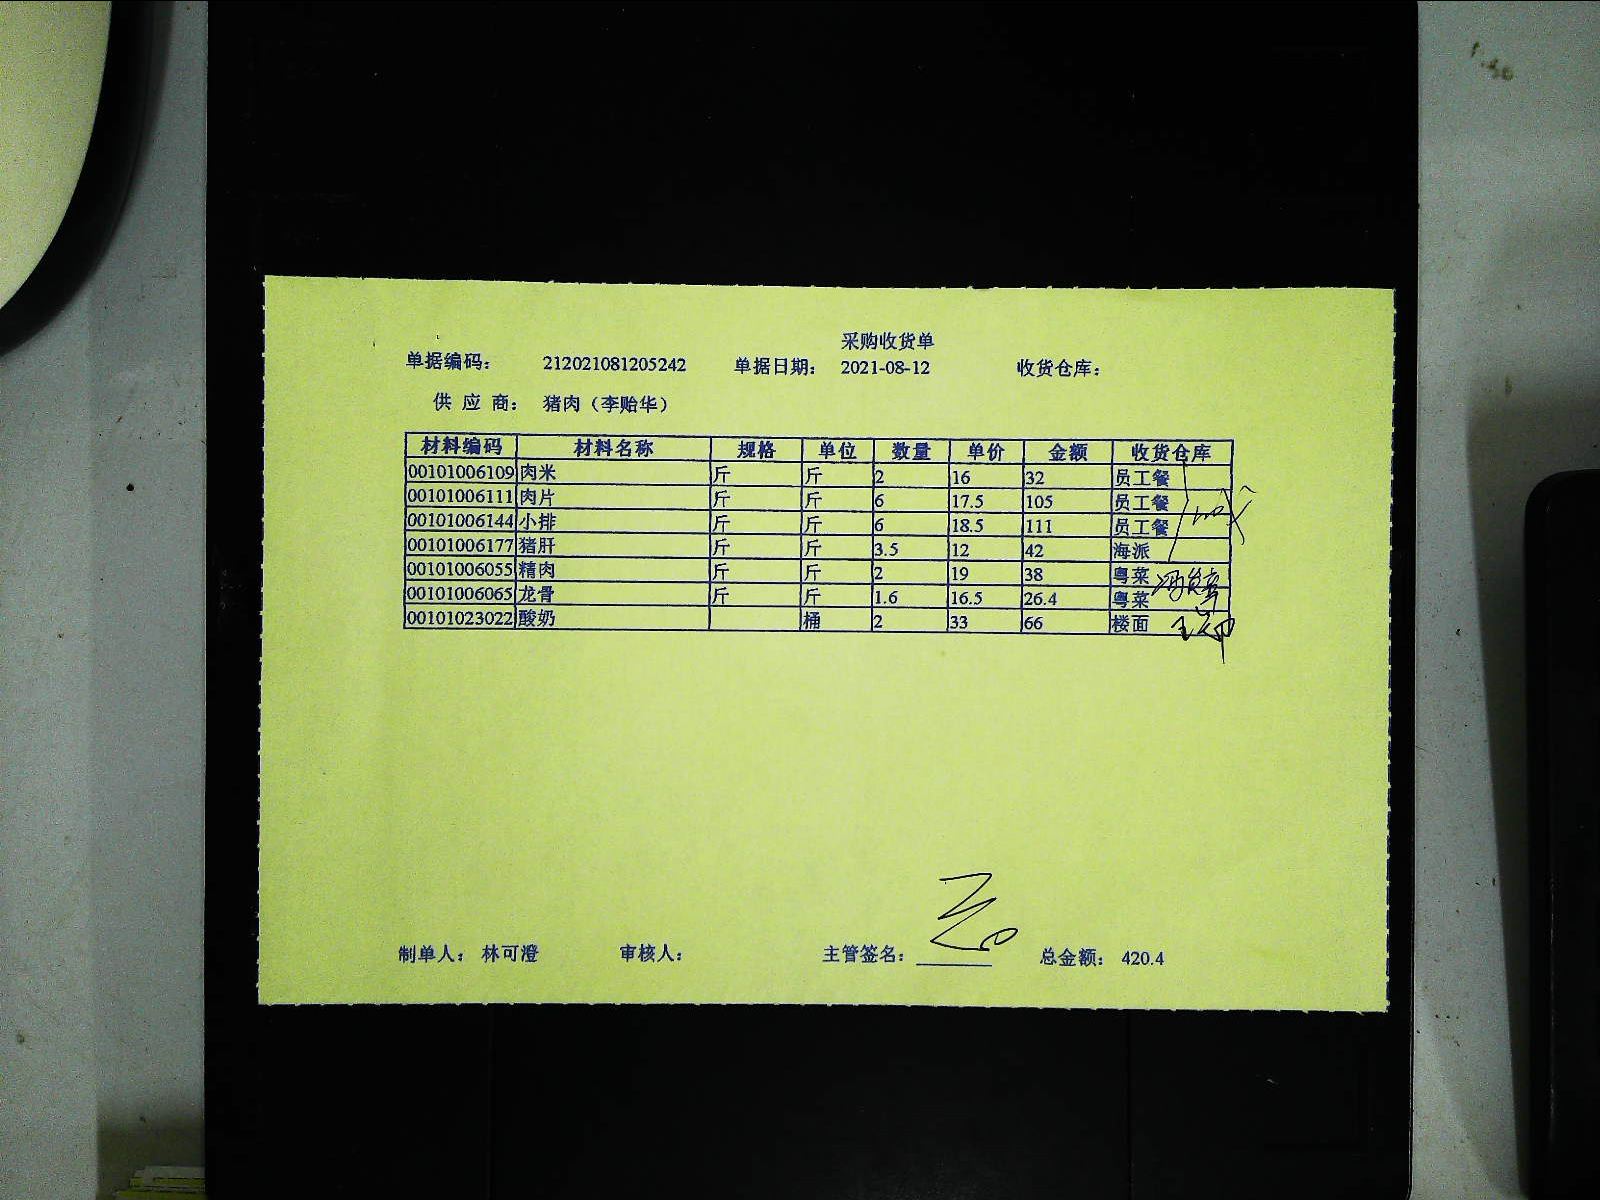 采购收货单
单据编码： 212021081205242 单据日期： 2021-08-12 收货仓库：
供 应 商： 猪肉（李贻华）
材料编码 材料名称 规格 单位 数量 单价 金额 收货仓库
00101006109 肉米 斤 斤 2 16 32 员工餐
00101006111 肉片 斤 斤 6 17.5 105 员工餐
00101006144 小排 斤 斤 6 18.5 111 员工餐
00101006177 猪肝 斤 斤 3.5 12 42 海派
00101006055 精肉 斤 斤 2 19 38 粤菜
00101006065 龙骨 斤 斤 1.6 16.5 26.4 粤菜
00101023022 酸奶 桶 2 33 66 楼面
制单人： 林可澄 审核人： 主管签名： 总金额： 420.4